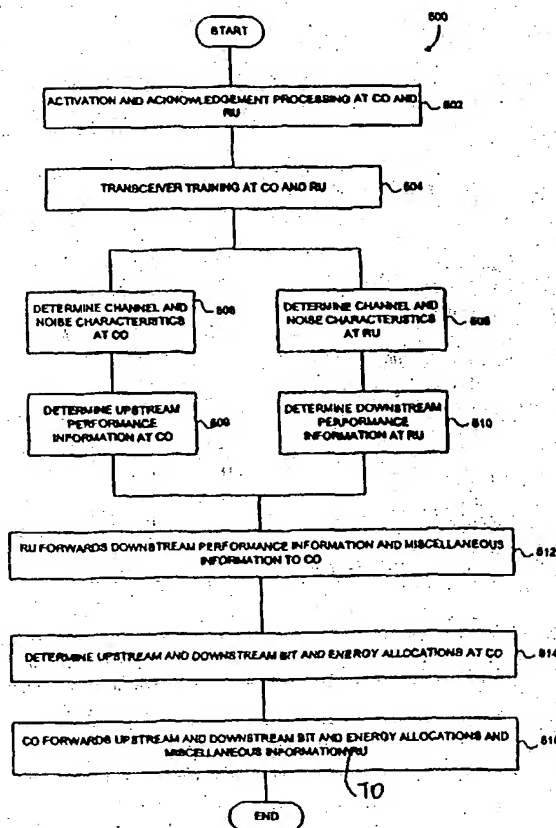 START
500
ACTIVATION AND ACKNOWLEDGEMENT PROCESSING AT CO AND
RU
502
TRANSCEIVER TRAINING AT CO AND RU
504
DETERMINE CHANNEL AND
NOISE CHARACTERISTICS
AT CO
506
DETERMINE CHANNEL AND
NOISE CHARACTERISTICS
AT RU
508
DETERMINE UPSTREAM
PERFORMANCE
INFORMATION AT CO
509
DETERMINE DOWNSTREAM
PERFORMANCE
INFORMATION AT RU
510
RU FORWARDS DOWNSTREAM PERFORMANCE INFORMATION AND MISCELLANEOUS
INFORMATION TO CO
512
DETERMINE UPSTREAM AND DOWNSTREAM BIT AND ENERGY ALLOCATIONS AT CO
514
CO FORWARDS UPSTREAM AND DOWNSTREAM BIT AND ENERGY ALLOCATIONS AND
MISCELLANEOUS INFORMATION RU
516
TO
END